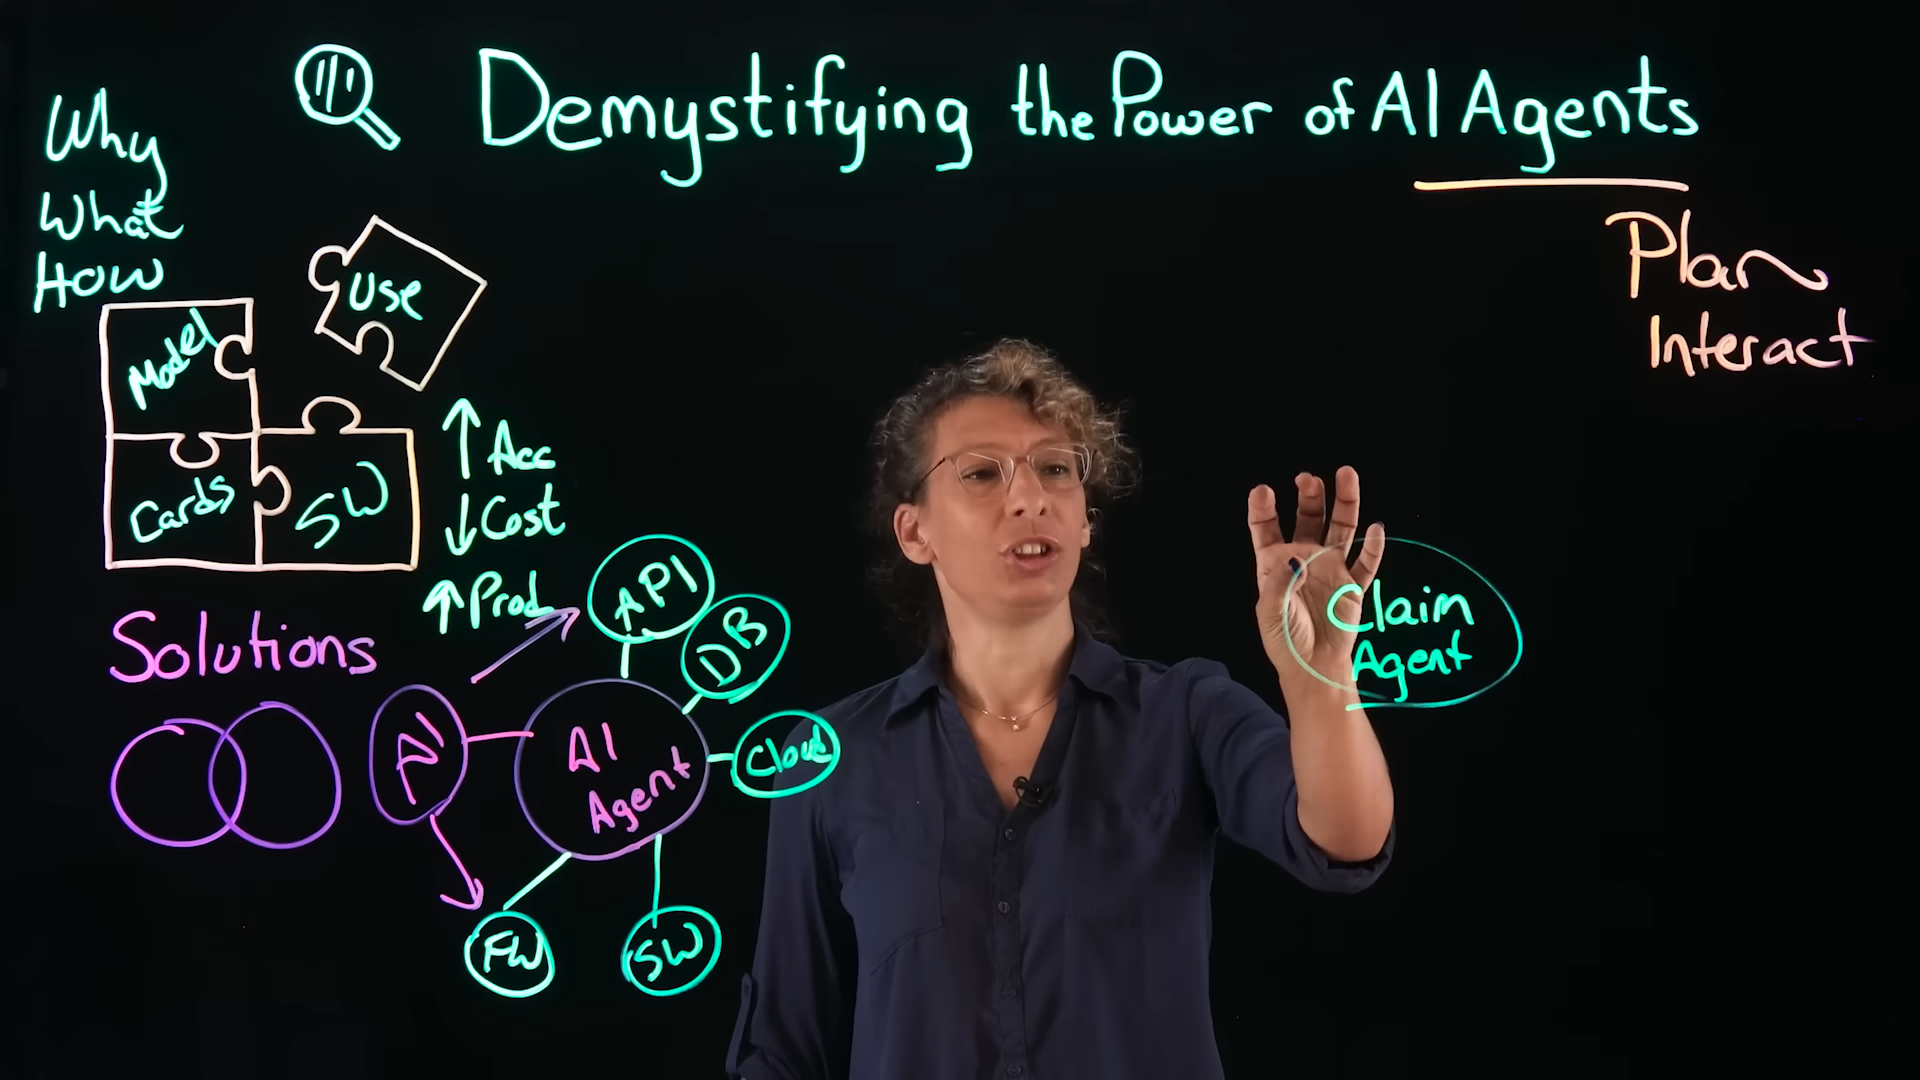 Demystifying the Power of AI Agents
Why
What
How
Plan
Interact
Use
Model
Cards
SW
↑ Acc
↓ Cost
↑ Prod
Solutions
AI
AI
Agent
API
DB
Cloud
FW
SW
Claim
Agent